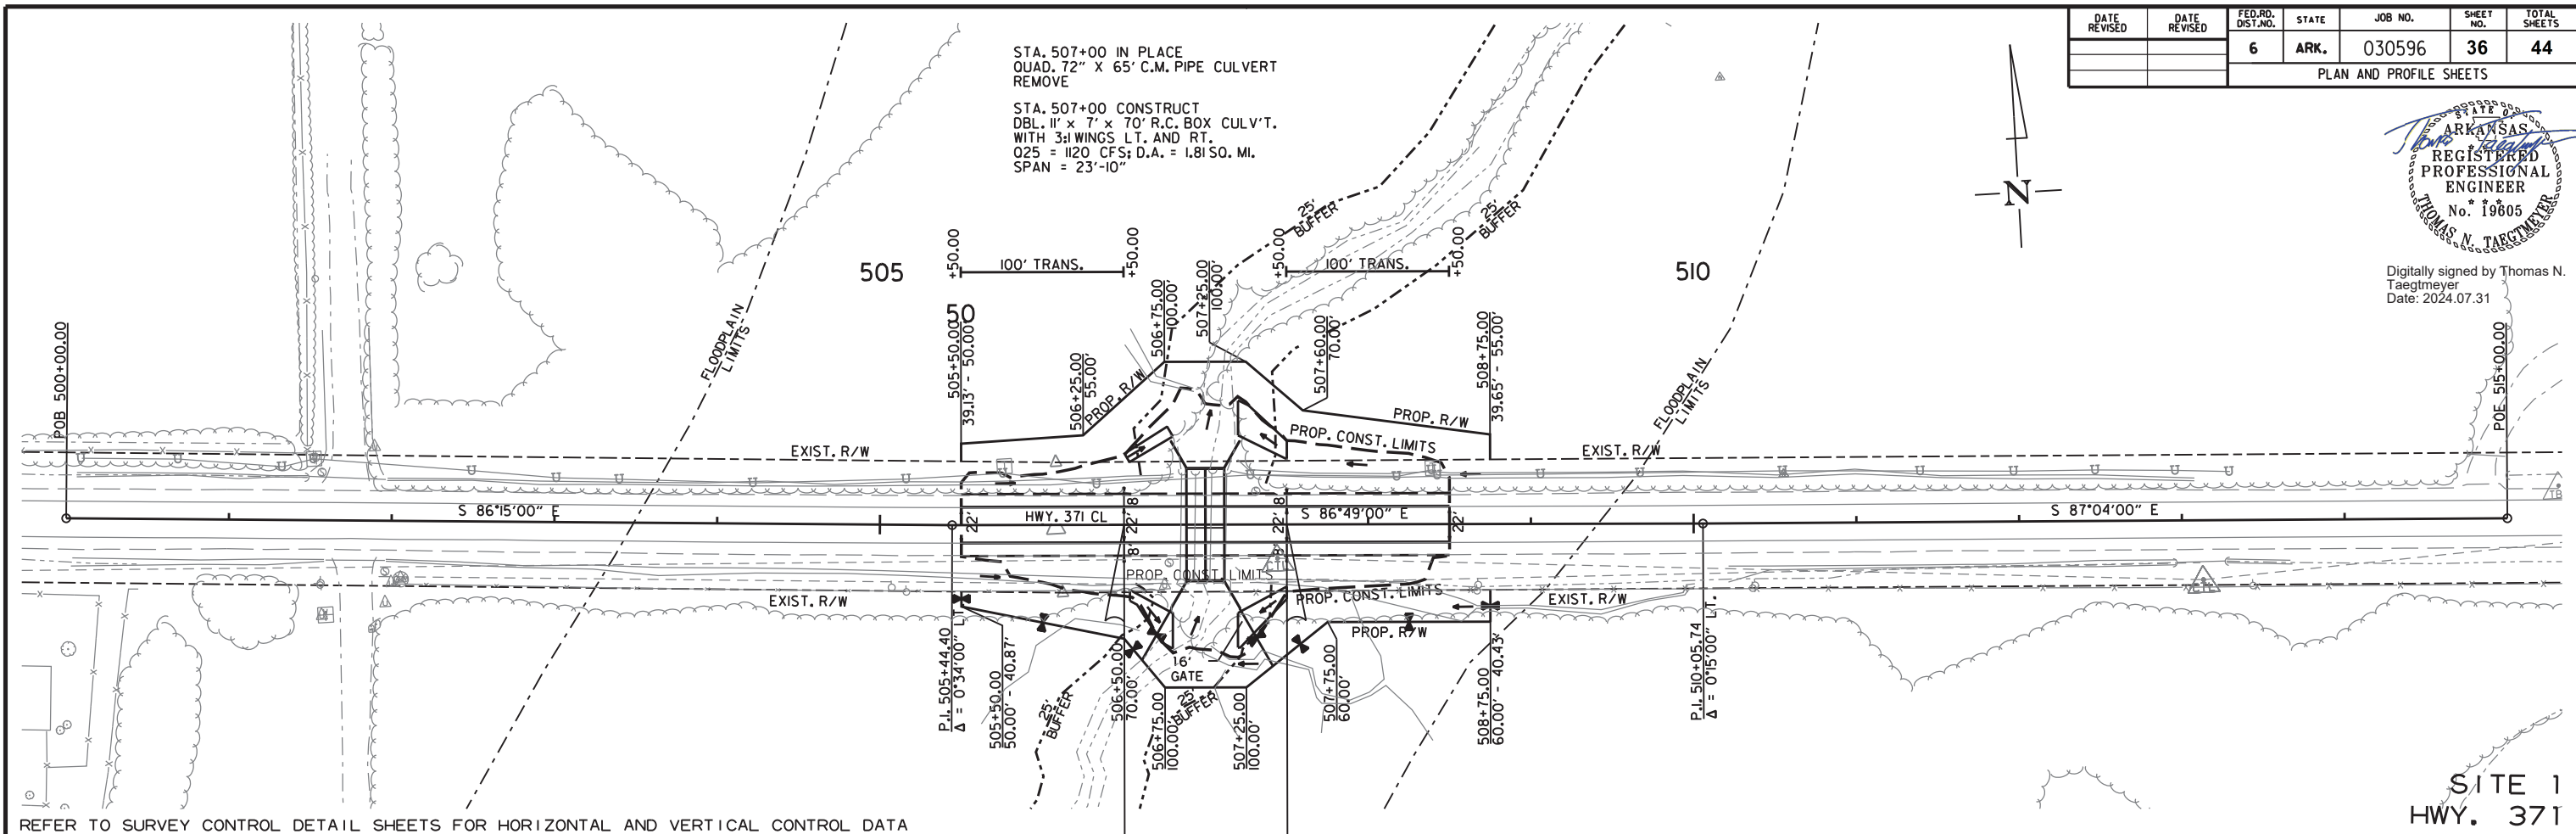 DATE REVISED
DATE REVISED
FED.RD. DIST.NO.
STATE
JOB NO.
SHEET NO.
TOTAL SHEETS
6
ARK.
030596
36
44
PLAN AND PROFILE SHEETS
STA. 507+00 IN PLACE
QUAD. 72" X 65' C.M. PIPE CULVERT
REMOVE
STA. 507+00 CONSTRUCT
DBL. 11' x 7' x 70' R.C. BOX CULV'T.
WITH 3:1 WINGS LT. AND RT.
Q25 = 1120 CFS; D.A. = 1.81 SQ. MI.
SPAN = 23'-10"
STATE OF
ARKANSAS
REGISTERED
PROFESSIONAL
ENGINEER
No. 19605
THOMAS N. TAEGTMEYER
Digitally signed by Thomas N.
Taegtmeyer
Date: 2024.07.31
N
25'
BUFFER
25'
BUFFER
505
+50.00
100' TRANS.
+50.00
+50.00
100' TRANS.
+50.00
510
50
POB 500+00.00
FLOODPLAIN
LIMITS
505+50.00
39.13' - 50.00'
506+25.00
55.00'
PROP. R/W
506+75.00
100.00'
507+25.00
100.00'
507+60.00
70.00'
PROP. R/W
508+75.00
39.65' - 55.00'
FLOODPLAIN
LIMITS
POE 515+00.00
EXIST. R/W
PROP. CONST. LIMITS
EXIST. R/W
S 86°15'00" E
22'
HWY. 371 CL
8'
22'
8'
8'
22'
8'
S 86°49'00" E
22'
S 87°04'00" E
PROP. CONST. LIMITS
EXIST. R/W
PROP. CONST. LIMITS
EXIST. R/W
PROP. R/W
P.I. 505+44.40
Δ = 0°34'00" LT.
505+50.00
50.00' - 40.87'
25'
BUFFER
506+50.00
70.00'
16'
GATE
506+75.00
100.00'
25'
BUFFER
507+25.00
100.00'
507+75.00
60.00'
508+75.00
60.00' - 40.43'
P.I. 510+05.74
Δ = 0°15'00" LT.
SITE 1
HWY. 371
REFER TO SURVEY CONTROL DETAIL SHEETS FOR HORIZONTAL AND VERTICAL CONTROL DATA